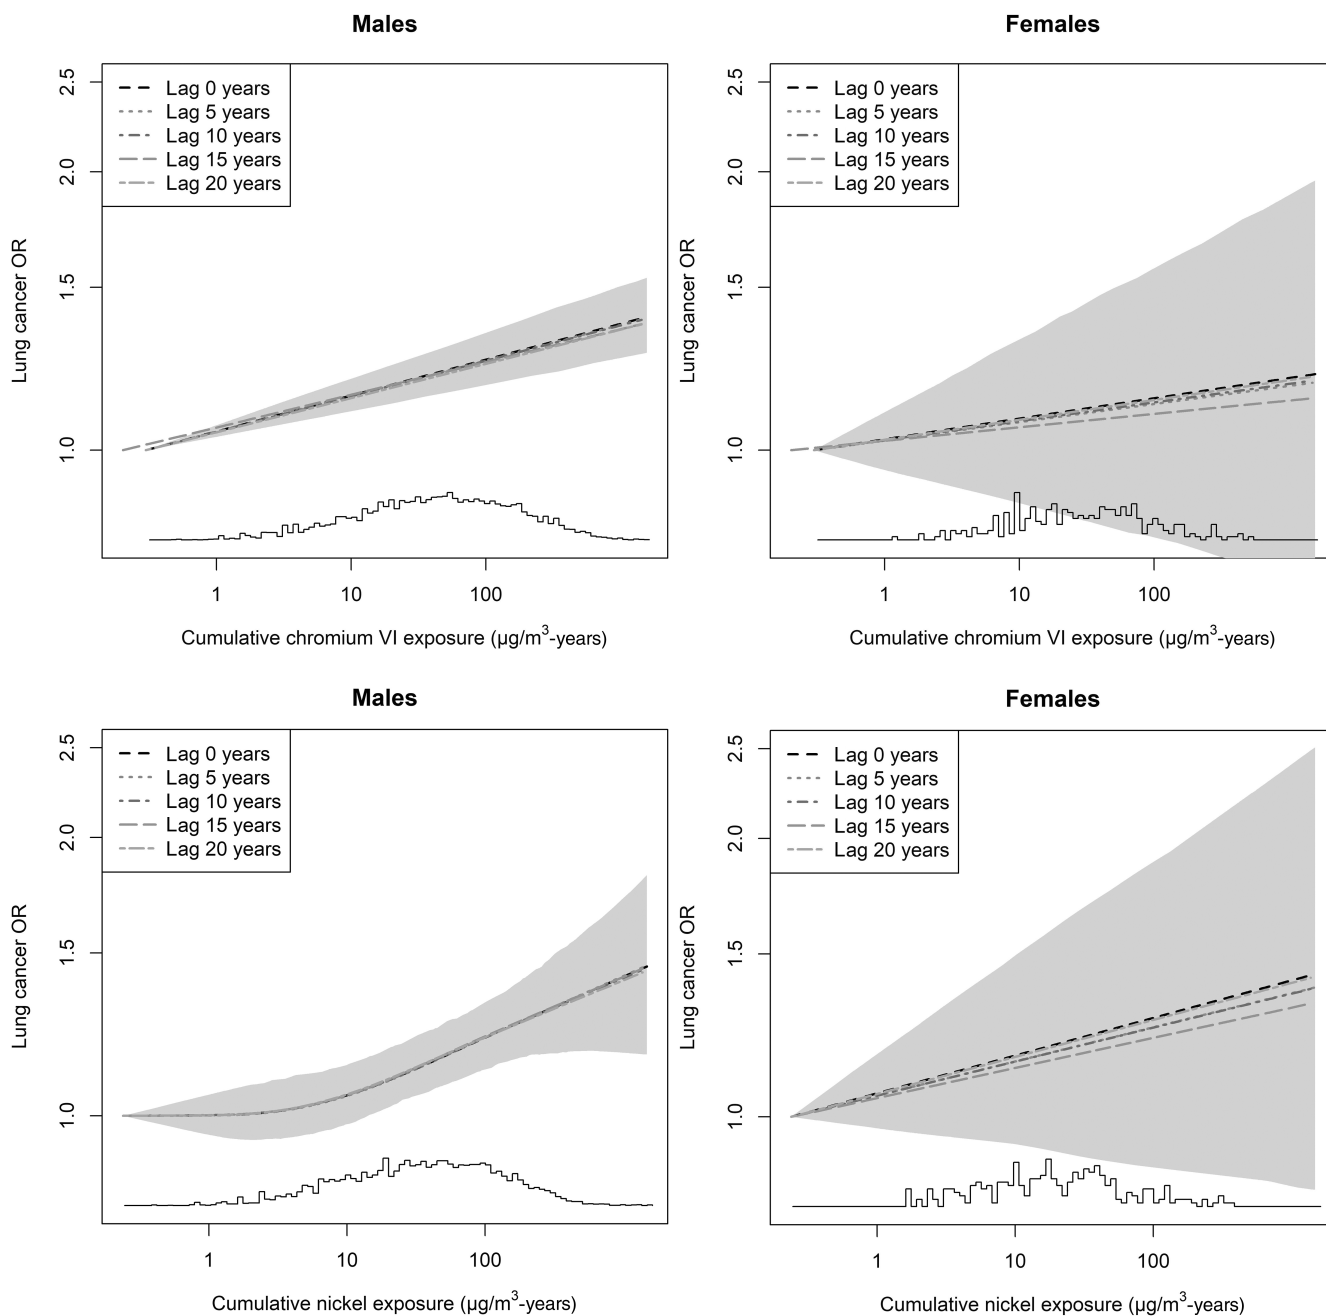 Males
2.5
2.0
1.5
1.0
Lung cancer OR
Lag 0 years
Lag 5 years
Lag 10 years
Lag 15 years
Lag 20 years
1 10 100
Cumulative chromium VI exposure (µg/m³-years)
Females
2.5
2.0
1.5
1.0
Lung cancer OR
Lag 0 years
Lag 5 years
Lag 10 years
Lag 15 years
Lag 20 years
1 10 100
Cumulative chromium VI exposure (µg/m³-years)
Males
2.5
2.0
1.5
1.0
Lung cancer OR
Lag 0 years
Lag 5 years
Lag 10 years
Lag 15 years
Lag 20 years
1 10 100
Cumulative nickel exposure (µg/m³-years)
Females
2.5
2.0
1.5
1.0
Lung cancer OR
Lag 0 years
Lag 5 years
Lag 10 years
Lag 15 years
Lag 20 years
1 10 100
Cumulative nickel exposure (µg/m³-years)